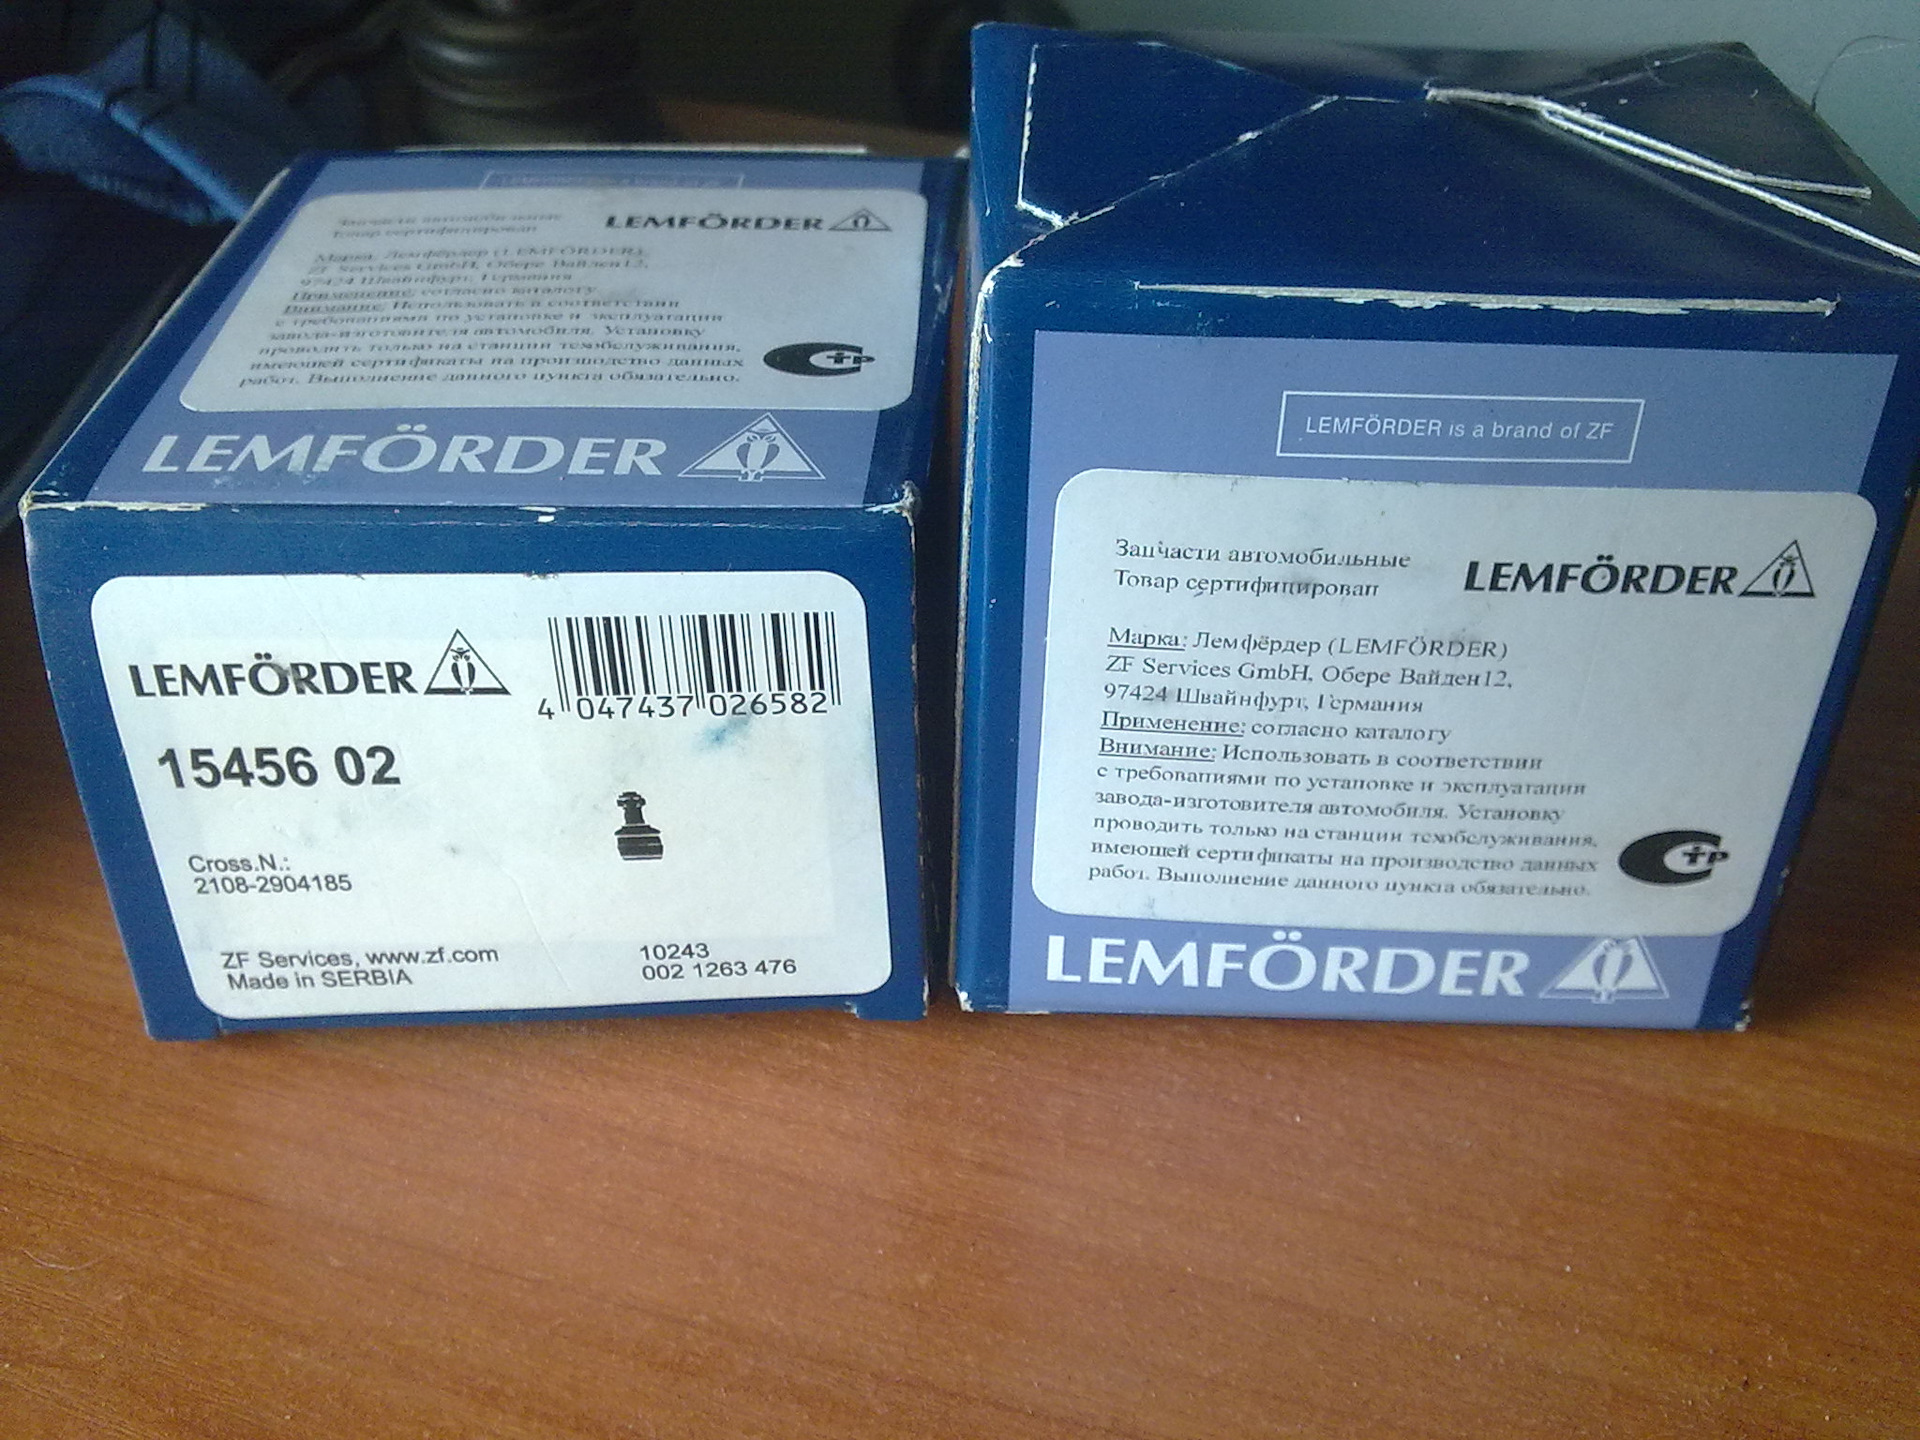 Запчасти автомобильные
Товар сертифицирован
LEMFÖRDER
Марка: Лемфёрдер (LEMFÖRDER)
ZF Services GmbH, Обере Вайден12,
97424 Швайнфурт, Германия
Применение: согласно каталогу
Внимание: Использовать в соответствии
с требованиями по установке и эксплуатации
завода-изготовителя автомобиля. Установку
проводить только на станции техобслуживания,
имеющей сертификаты на производство данных
работ. Выполнение данного пункта обязательно.
LEMFÖRDER
LEMFÖRDER
4 047437 026582
15456 02
Cross.N.:
2108-2904185
ZF Services, www.zf.com
Made in SERBIA
10243
002 1263 476
LEMFÖRDER is a brand of ZF
Запчасти автомобильные
Товар сертифицирован
LEMFÖRDER
Марка: Лемфёрдер (LEMFÖRDER)
ZF Services GmbH, Обере Вайден12,
97424 Швайнфурт, Германия
Применение: согласно каталогу
Внимание: Использовать в соответствии
с требованиями по установке и эксплуатации
завода-изготовителя автомобиля. Установку
проводить только на станции техобслуживания,
имеющей сертификаты на производство данных
работ. Выполнение данного пункта обязательно.
LEMFÖRDER